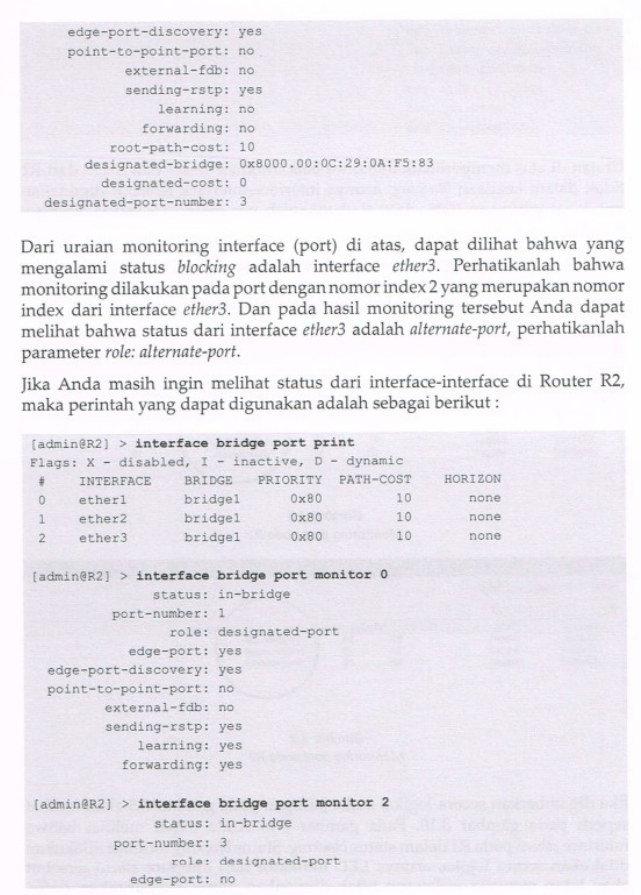 edge-port-discovery: yes
point-to-point-port: no
external-fdb: no
sending-rstp: yes
learning: no
forwarding: no
root-path-cost: 10
designated-bridge: 0x8000.00:0C:29:0A:F5:83
designated-cost: 0
designated-port-number: 3
Dari uraian monitoring interface (port) di atas, dapat dilihat bahwa yang
mengalami status blocking adalah interface ether3. Perhatikanlah bahwa
monitoring dilakukan pada port dengan nomor index 2 yang merupakan nomor
index dari interface ether3. Dan pada hasil monitoring tersebut Anda dapat
melihat bahwa status dari interface ether3 adalah alternate-port, perhatikanlah
parameter role: alternate-port.
Jika Anda masih ingin melihat status dari interface-interface di Router R2,
maka perintah yang dapat digunakan adalah sebagai berikut :
[admin@R2] > interface bridge port print
Flags: X - disabled, I - inactive, D - dynamic
# INTERFACE BRIDGE PRIORITY PATH-COST HORIZON
0 ether1 bridge1 0x80 10 none
1 ether2 bridge1 0x80 10 none
2 ether3 bridge1 0x80 10 none
[admin@R2] > interface bridge port monitor 0
status: in-bridge
port-number: 1
role: designated-port
edge-port: yes
edge-port-discovery: yes
point-to-point-port: no
external-fdb: no
sending-rstp: yes
learning: yes
forwarding: yes
[admin@R2] > interface bridge port monitor 2
status: in-bridge
port-number: 3
role: designated-port
edge-port: no